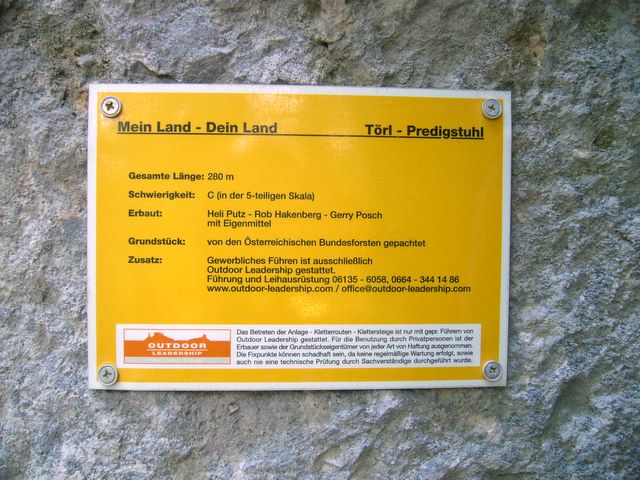 Mein Land - Dein Land Törl - Predigstuhl
Gesamte Länge: 280 m
Schwierigkeit: C (in der 5-teiligen Skala)
Erbaut: Heli Putz - Rob Hakenberg - Gerry Posch
mit Eigenmittel
Grundstück: von den Österreichischen Bundesforsten gepachtet
Zusatz: Gewerbliches Führen ist ausschließlich
Outdoor Leadership gestattet.
Führung und Leihausrüstung 06135 - 6058, 0664 - 344 14 86
www.outdoor-leadership.com / office@outdoor-leadership.com
OUTDOOR
LEADERSHIP
Das Betreten der Anlage - Kletterrouten - Klettersteige ist nur mit gepr. Führern von
Outdoor Leadership gestattet. Für die Benutzung durch Privatpersonen ist der
Erbauer sowie der Grundstückseigentümer von jeder Art von Haftung ausgenommen.
Die Fixpunkte können schadhaft sein, da keine regelmäßige Wartung erfolgt, sowie
auch nie eine technische Prüfung durch Sachverständige durchgeführt wurde.